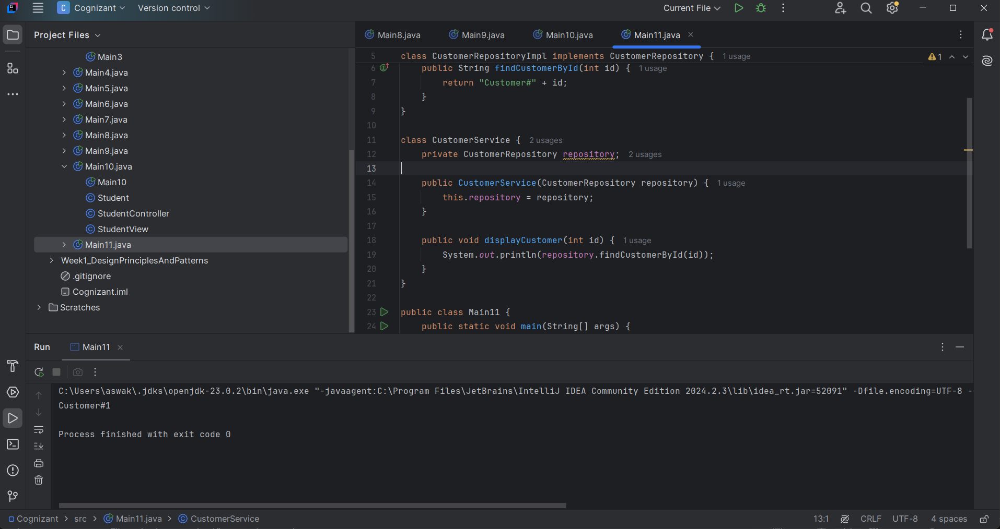 C Cognizant Version control Current File
Project Files
Main3
Main4.java
Main5.java
Main6.java
Main7.java
Main8.java
Main9.java
Main10.java
Main10
Student
StudentController
StudentView
Main11.java
Week1_DesignPrinciplesAndPatterns
.gitignore
Cognizant.iml
Scratches
Main8.java Main9.java Main10.java Main11.java
5 class CustomerRepositoryImpl implements CustomerRepository { 1 usage
1
6 public String findCustomerById(int id) { 1 usage
7 return "Customer#" + id;
8 }
9 }
10
11 class CustomerService { 2 usages
12 private CustomerRepository repository; 2 usages
13
14 public CustomerService(CustomerRepository repository) { 1 usage
15 this.repository = repository;
16 }
17
18 public void displayCustomer(int id) { 1 usage
19 System.out.println(repository.findCustomerById(id));
20 }
21 }
22
23 public class Main11 {
24 public static void main(String[] args) {
Run Main11
C:\Users\aswak\.jdks\openjdk-23.0.2\bin\java.exe "-javaagent:C:\Program Files\JetBrains\IntelliJ IDEA Community Edition 2024.2.3\lib\idea_rt.jar=52091" -Dfile.encoding=UTF-8 -
Customer#1
Process finished with exit code 0
Cognizant > src > Main11.java > CustomerService 13:1 CRLF UTF-8 4 spaces